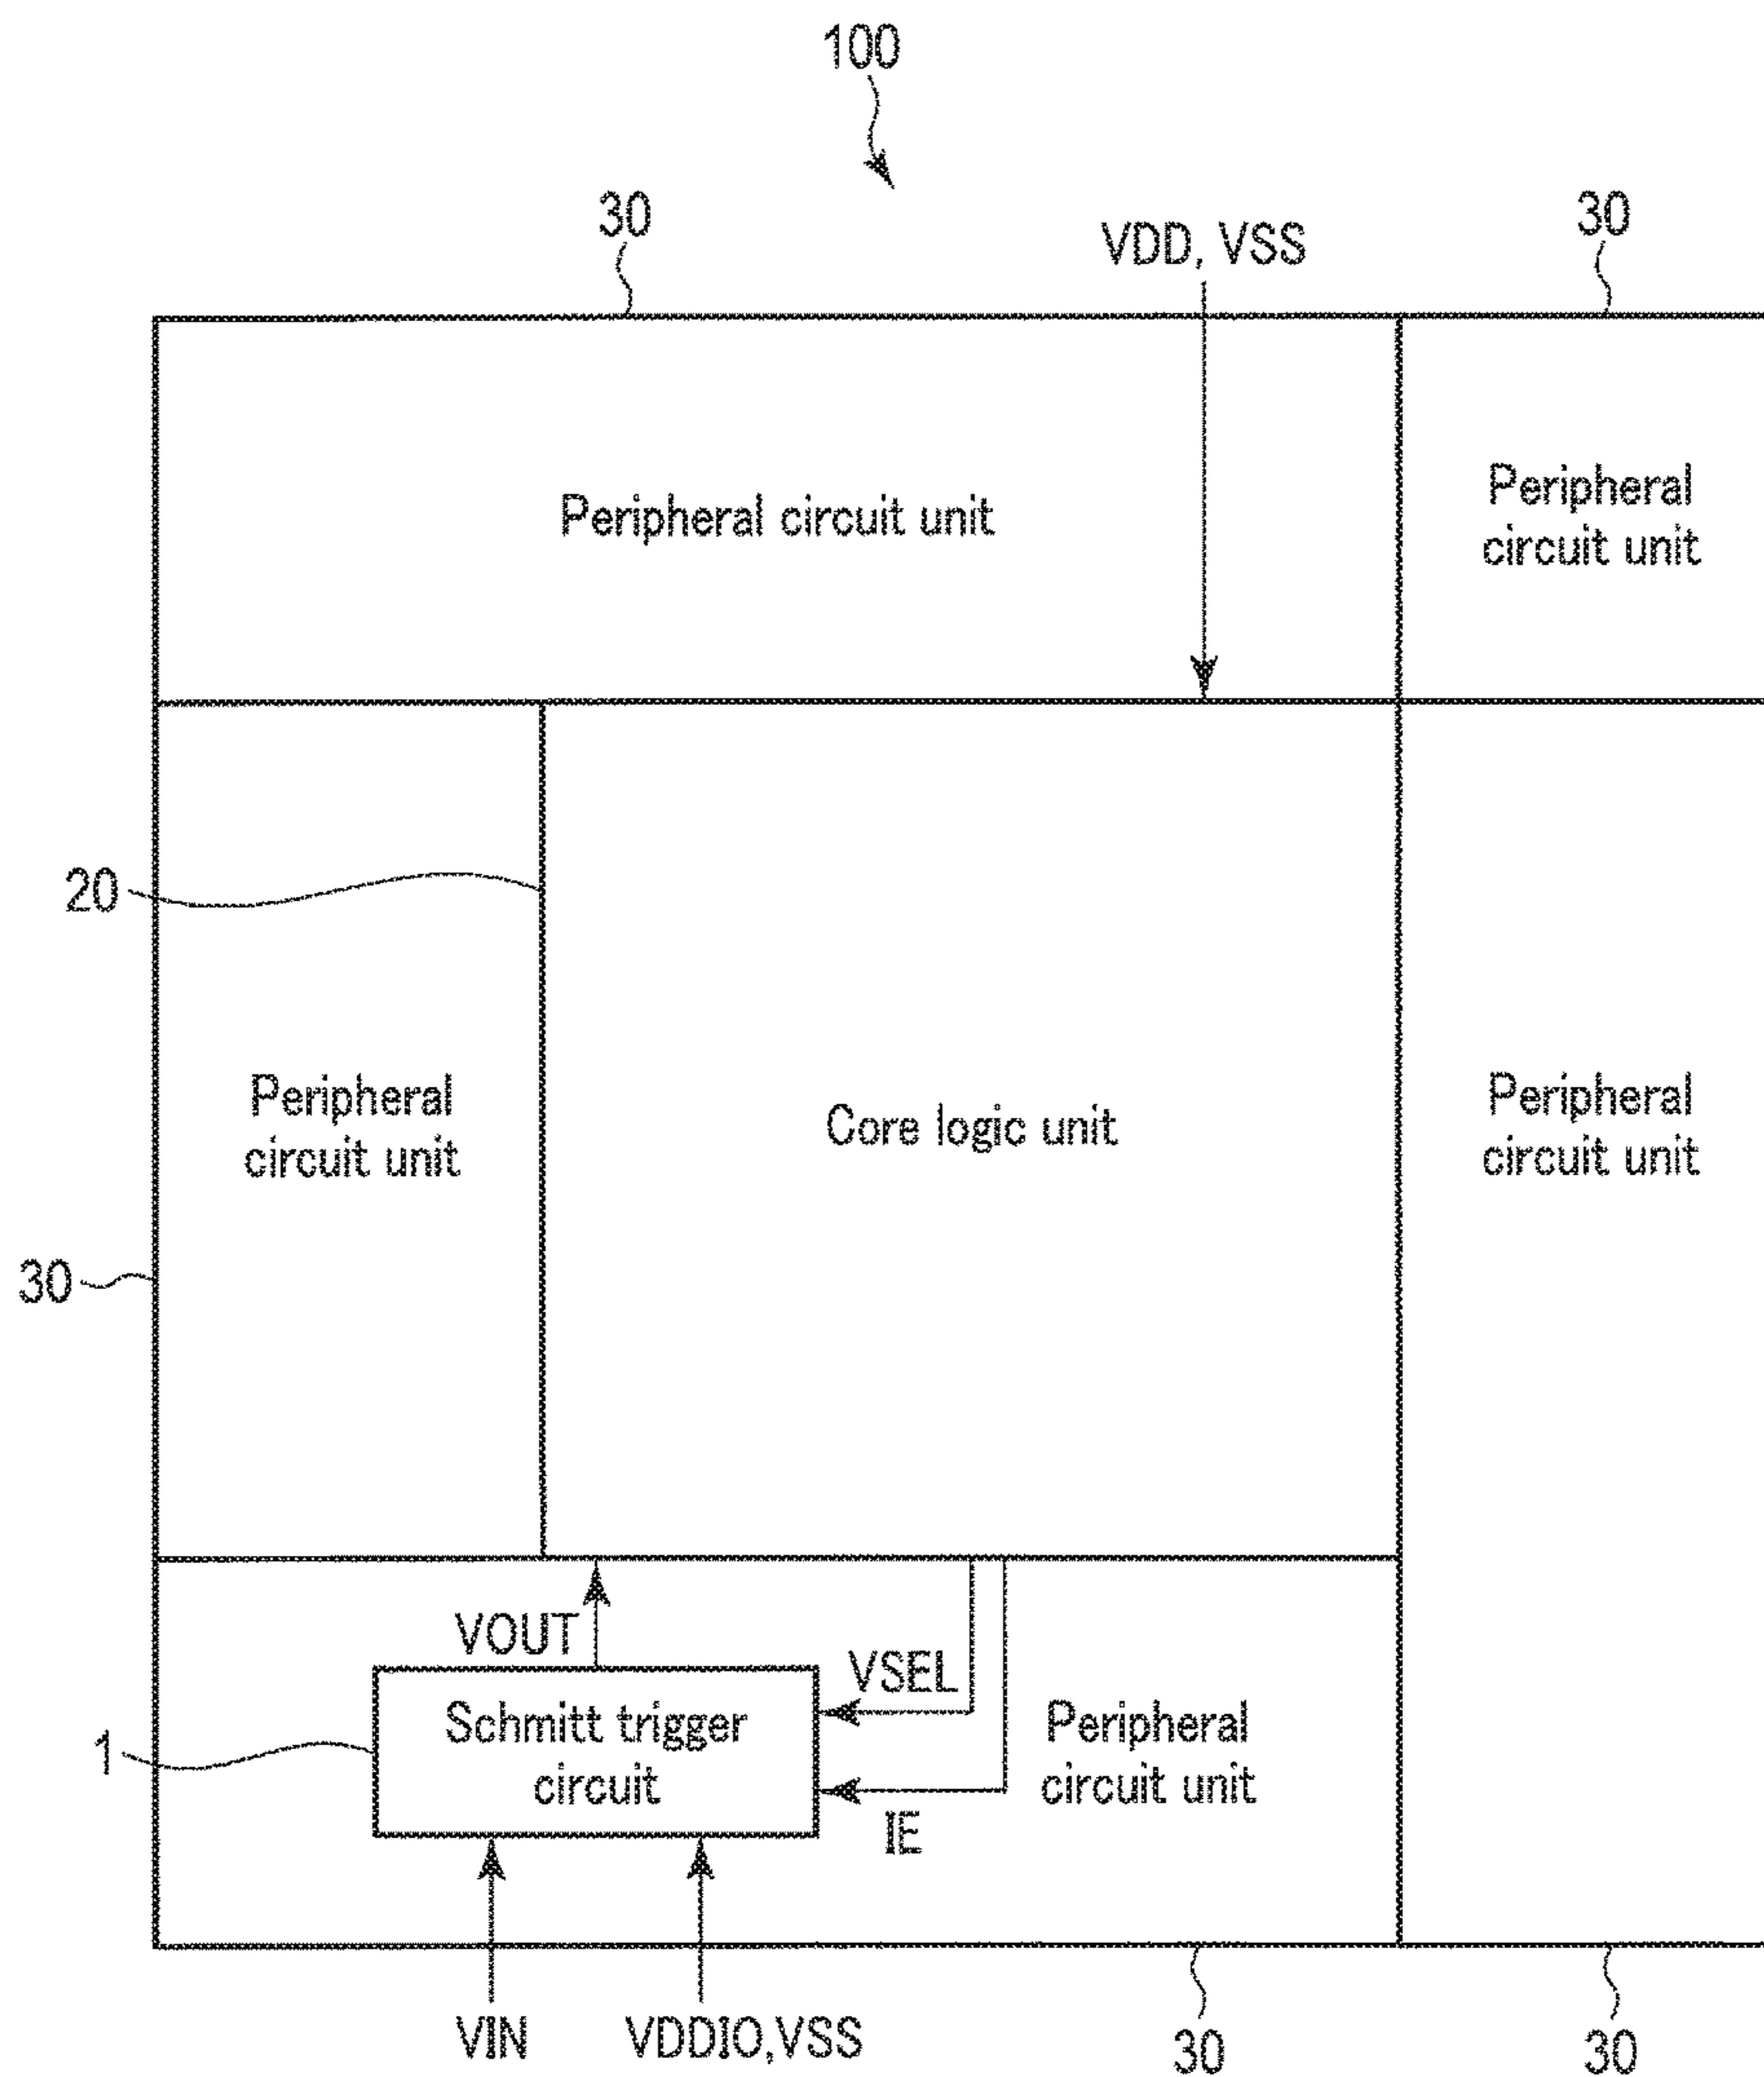 100
30
30
VDD, VSS
Peripheral circuit unit
Peripheral
circuit unit
20
Peripheral
circuit unit
Core logic unit
Peripheral
circuit unit
30
VOUT
VSEL
1
Schmitt trigger
circuit
IE
Peripheral
circuit unit
VIN
VDDIO,VSS
30
30